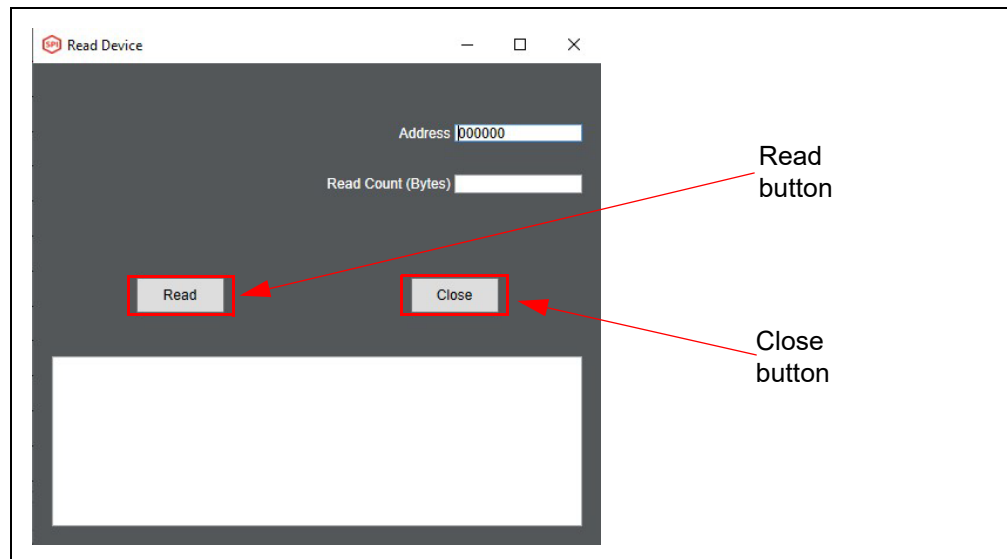 SPI Read Device
Address 000000
Read Count (Bytes)
Read
button
Read Close
Close
button